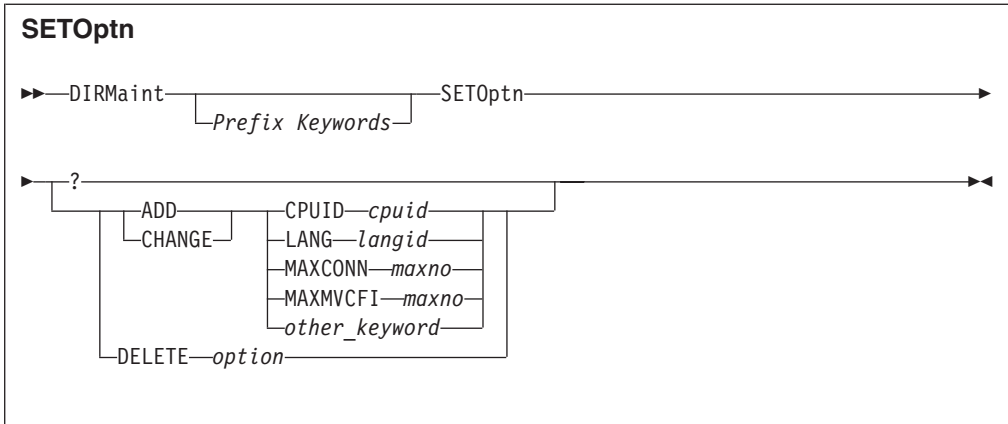 SETOptn
DIRMaint SETOptn
Prefix Keywords
?
ADD CPUID cpuid
CHANGE LANG langid
MAXCONN maxno
MAXMVCFI maxno
other_keyword
DELETE option